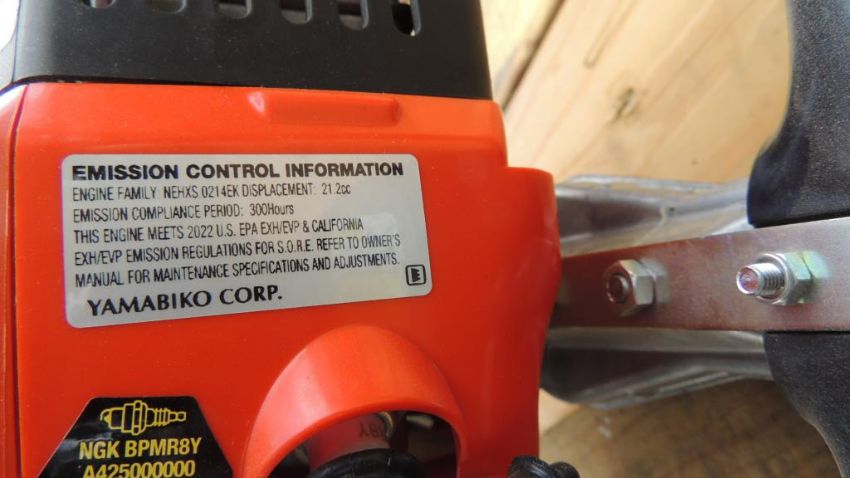 EMISSION CONTROL INFORMATION
ENGINE FAMILY NEHXS 0214EK DISPLACEMENT: 21.2cc
EMISSION COMPLIANCE PERIOD: 300Hours
THIS ENGINE MEETS 2022 U.S. EPA EXH/EVP & CALIFORNIA
EXH/EVP EMISSION REGULATIONS FOR S.O.R.E. REFER TO OWNER'S
MANUAL FOR MAINTENANCE SPECIFICATIONS AND ADJUSTMENTS.
YAMABIKO CORP.
NGK BPMR8Y
A425000000